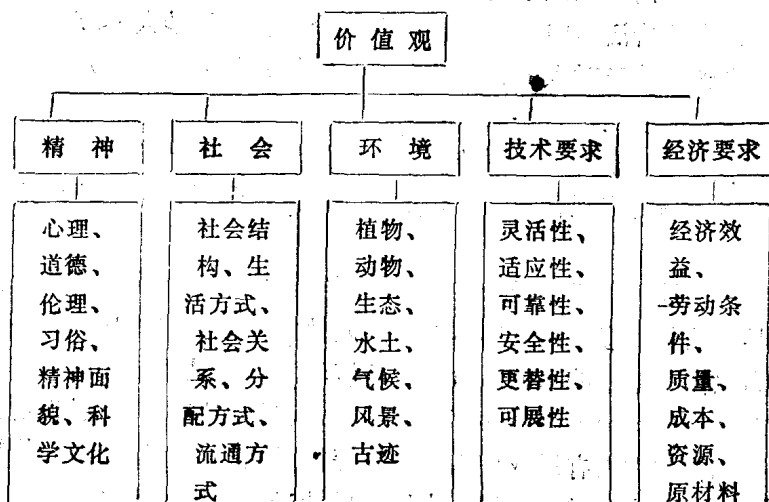 价值观
精神
社会
环境
技术要求
经济要求
心理、
道德、
伦理、
习俗、
精神面
貌、科
学文化
社会结
构、生
活方式、
社会关
系、分
配方式、
流通方
式
植物、
动物、
生态、
水土、
气候、
风景、
古迹
灵活性、
适应性、
可靠性、
安全性、
更替性、
可展性
经济效
益、
劳动条
件、
质量、
成本、
资源、
原材料